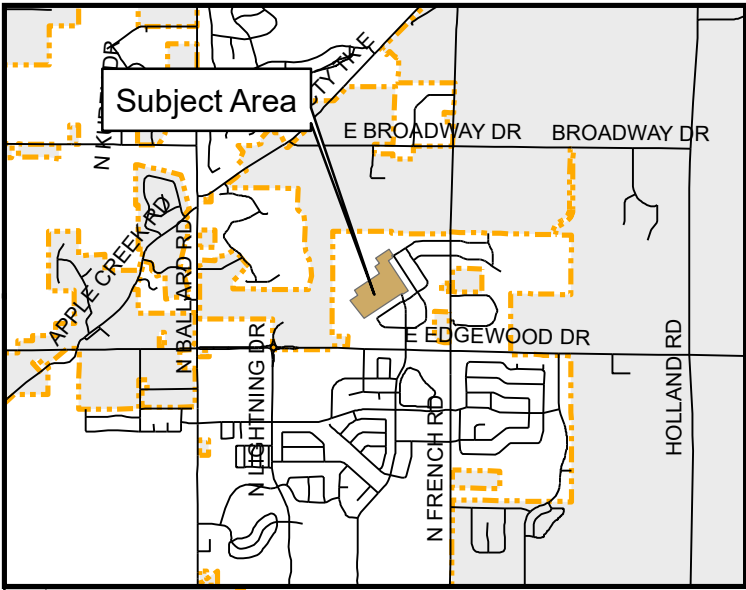 Subject Area
E BROADWAY DR
BROADWAY DR
APPLE CREEK RD
N BALLARD RD
N LIGHTNING DR
E EDGEWOOD DR
N FRENCH RD
HOLLAND RD